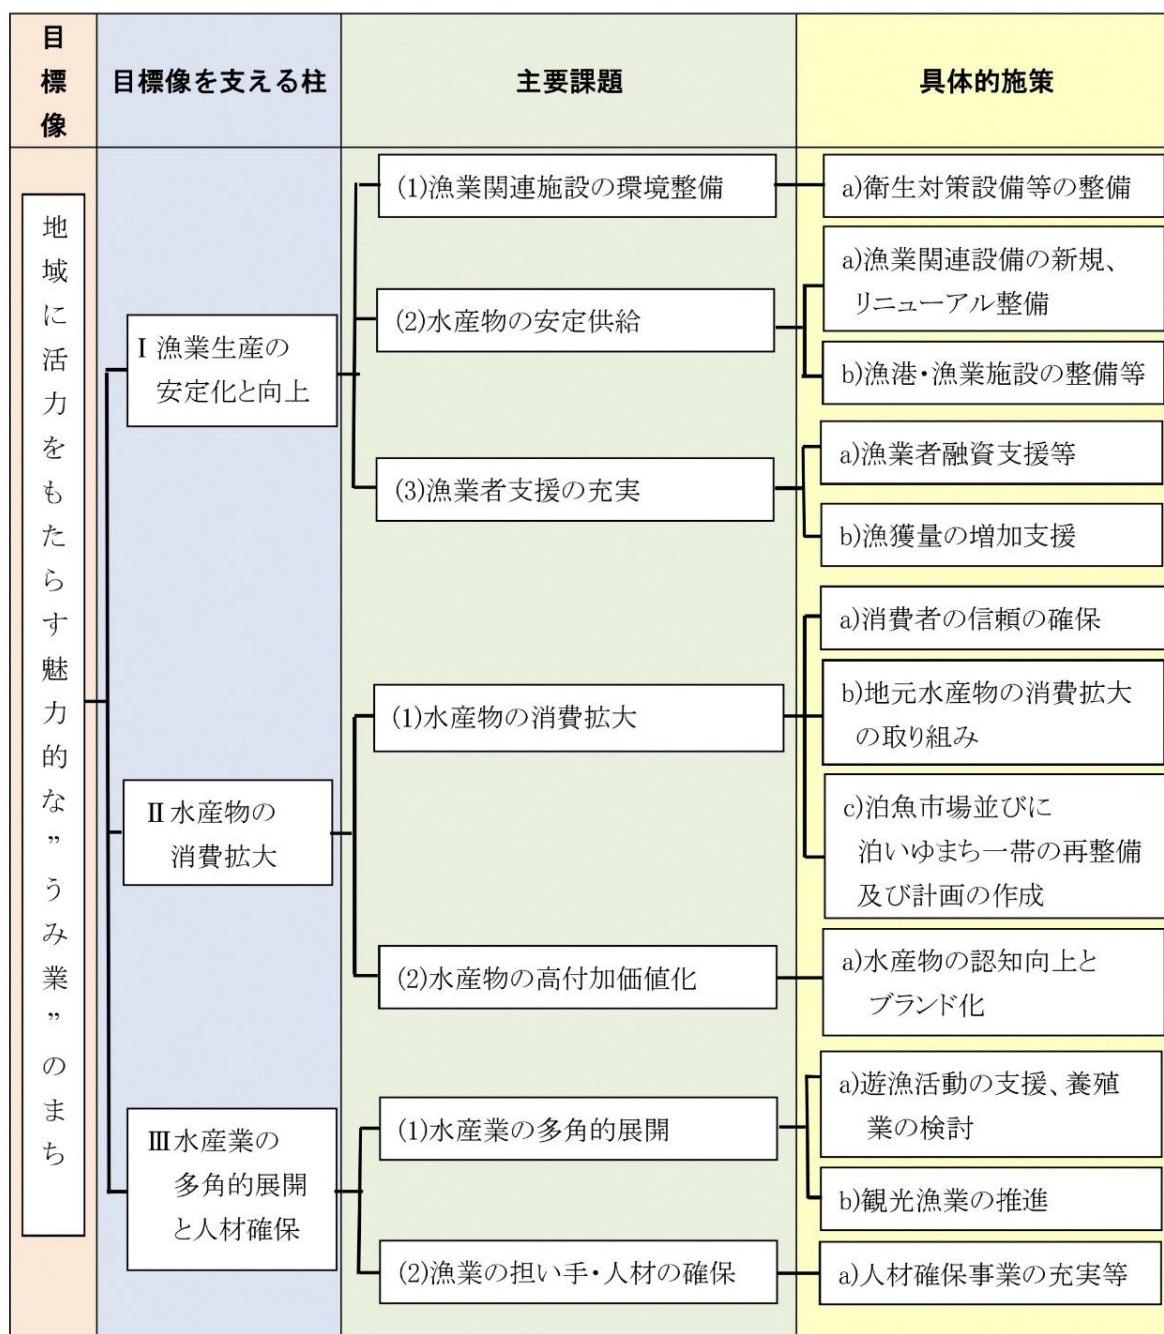 目標像
目標像を支える柱
主要課題
具体的施策
地域に活力をもたらす魅力的な”うみ業”のまち
Ⅰ 漁業生産の
安定化と向上
(1)漁業関連施設の環境整備
a)衛生対策設備等の整備
(2)水産物の安定供給
a)漁業関連設備の新規、
リニューアル整備
b)漁港・漁業施設の整備等
(3)漁業者支援の充実
a)漁業者融資支援等
b)漁獲量の増加支援
Ⅱ 水産物の
消費拡大
(1)水産物の消費拡大
a)消費者の信頼の確保
b)地元水産物の消費拡大
の取り組み
c)泊魚市場並びに
泊いゆまち一帯の再整備
及び計画の作成
(2)水産物の高付加価値化
a)水産物の認知向上と
ブランド化
Ⅲ 水産業の
多角的展開
と人材確保
(1)水産業の多角的展開
a)遊漁活動の支援、養殖
業の検討
b)観光漁業の推進
(2)漁業の担い手・人材の確保
a)人材確保事業の充実等